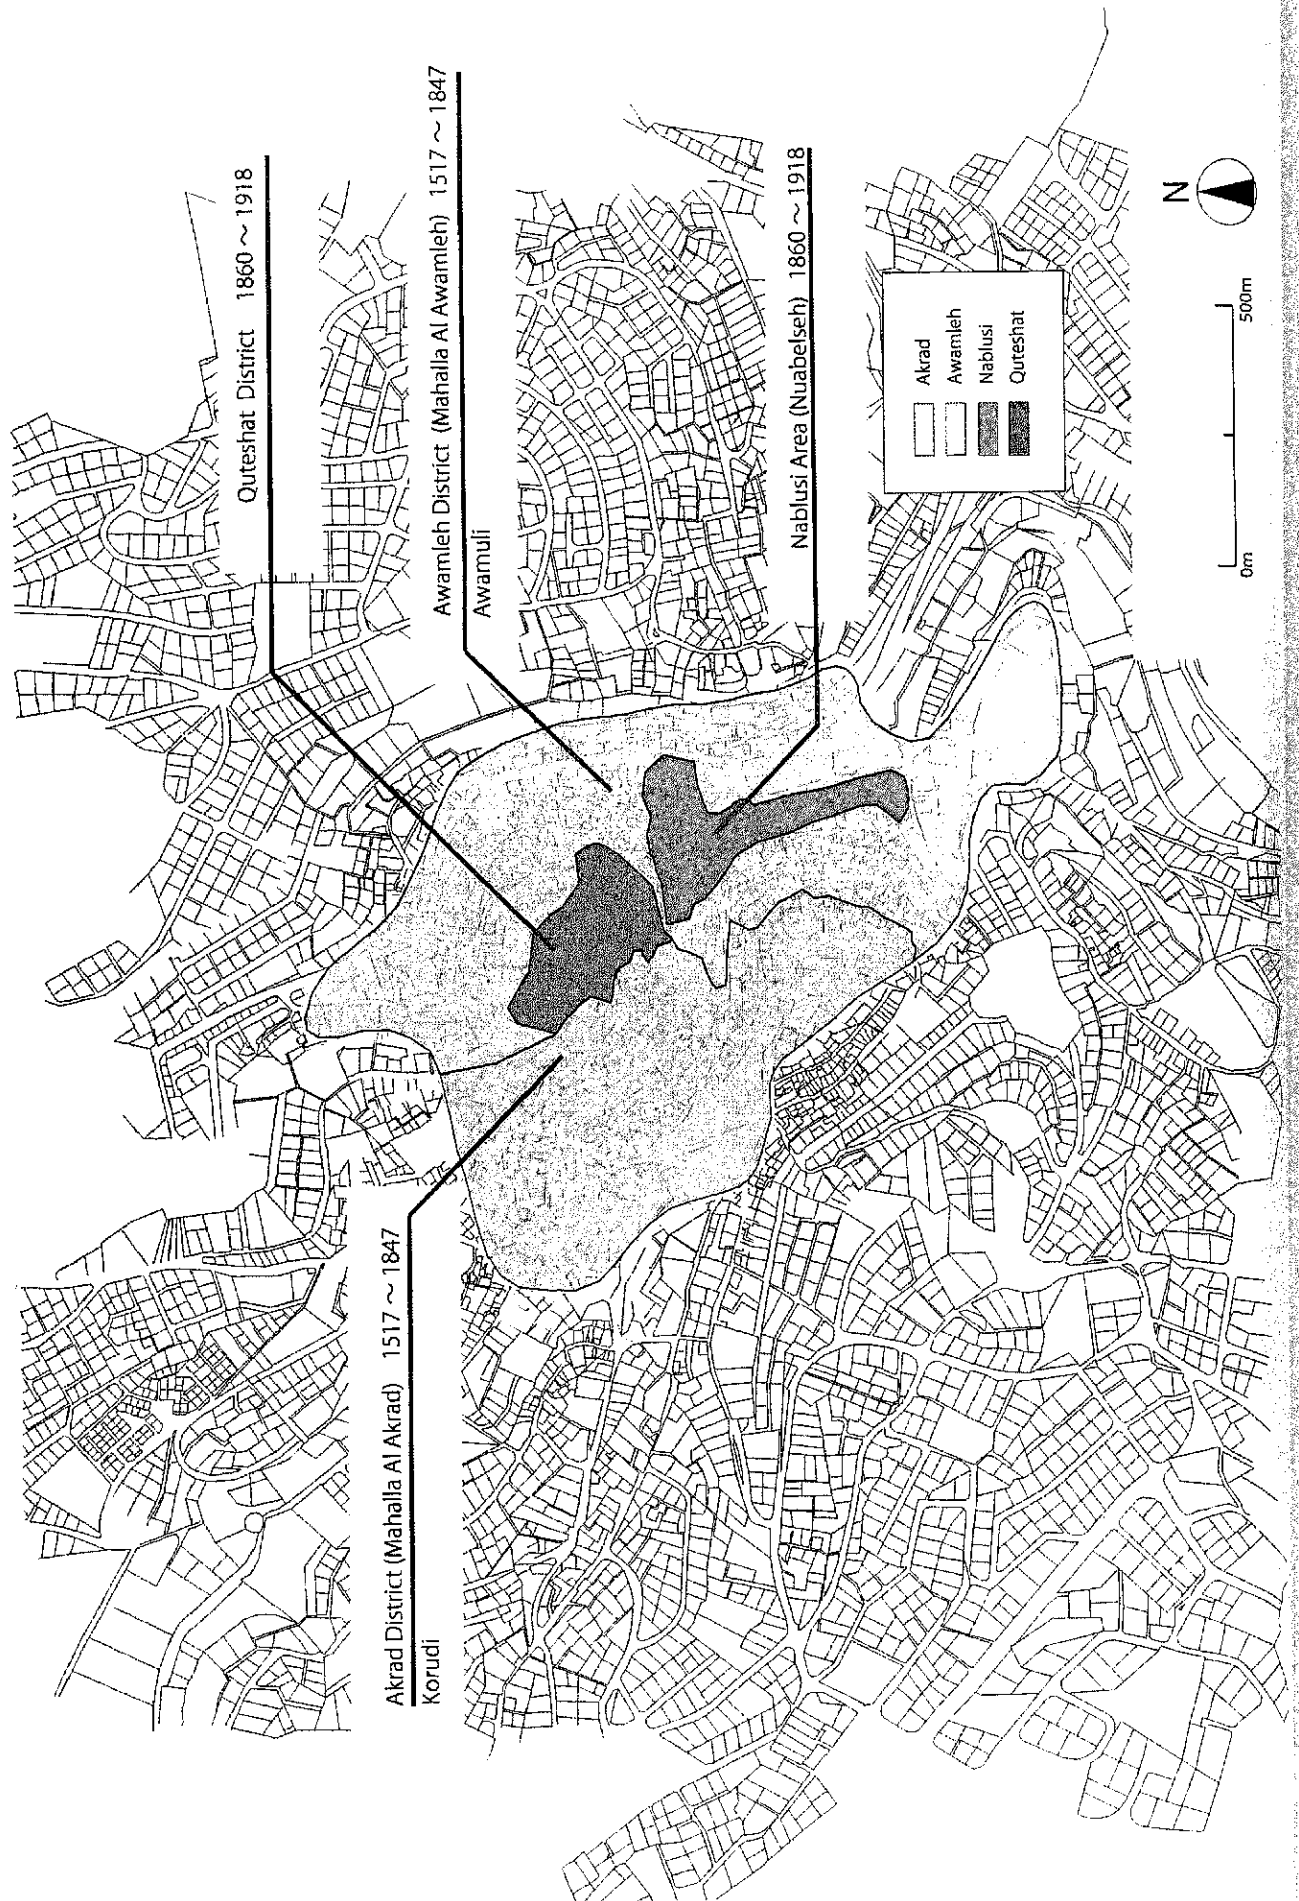 Akrad District (Mahalla Al Akrad) 1517 ~ 1847
Korudi
Quteshat District 1860 ~ 1918
Awamleh District (Mahalla Al Awamleh) 1517 ~ 1847
Awamuli
Nablusi Area (Nuabelseh) 1860 ~ 1918
Akrad
Awamleh
Nablusi
Quteshat
N
0m
500m